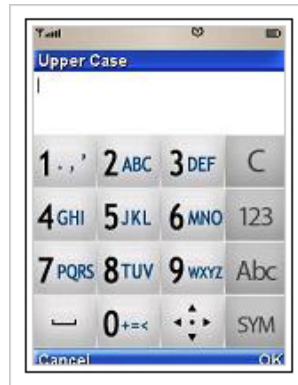 Upper Case
1 . , ' 2 ABC 3 DEF C
4 GHI 5 JKL 6 MNO 123
7 PQRS 8 TUV 9 WXYZ Abc
0 +=< SYM
Cancel OK